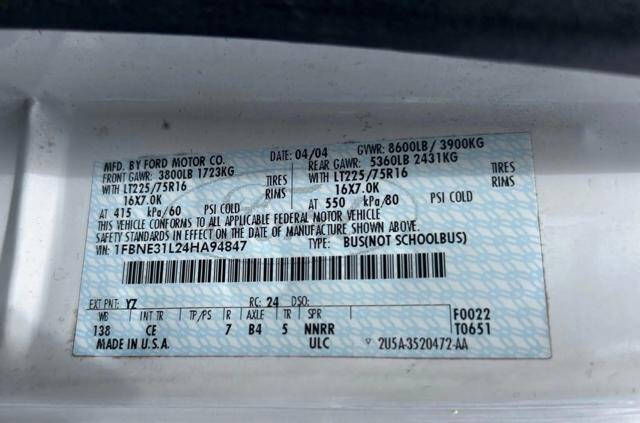 MFD. BY FORD MOTOR CO. DATE: 04/04 GVWR: 8600LB / 3900KG
FRONT GAWR: 3800LB 1723KG REAR GAWR: 5360LB 2431KG
WITH LT225/75R16 TIRES WITH LT225/75R16 TIRES
16X7.0K RIMS 16X7.0K RIMS
AT 415 kPa/60 PSI COLD AT 550 kPa/80 PSI COLD
THIS VEHICLE CONFORMS TO ALL APPLICABLE FEDERAL MOTOR VEHICLE
SAFETY STANDARDS IN EFFECT ON THE DATE OF MANUFACTURE SHOWN ABOVE.
VIN: 1FBNE31L24HA94847 TYPE: BUS(NOT SCHOOLBUS)
EXT PNT: YZ RC: 24 DSO: F0022
WB INT TR TP/PS R AXLE TR SPR T0651
138 CE 7 B4 5 NNRR
MADE IN U.S.A. ULC ▽ 2U5A-3520472-AA